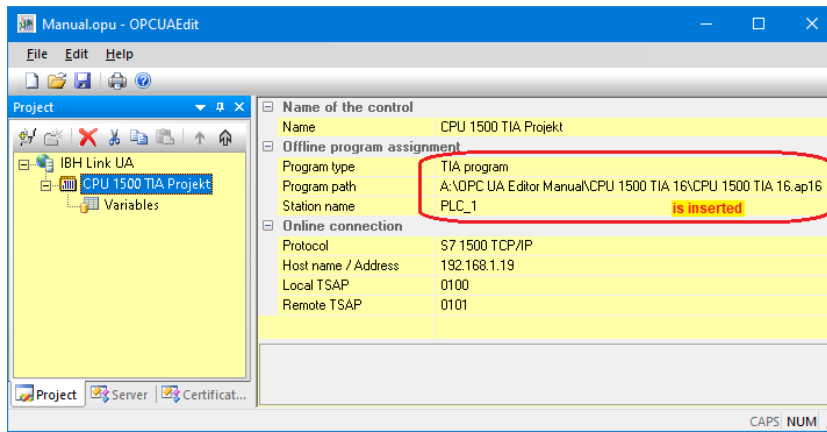 Manual.opu - OPCUAEdit
File Edit Help
Project
IBH Link UA
CPU 1500 TIA Projekt
Variables
Name of the control
Name CPU 1500 TIA Projekt
Offline program assignment
Program type TIA program
Program path A:\OPC UA Editor Manual\CPU 1500 TIA 16\CPU 1500 TIA 16.ap16
Station name PLC_1 is inserted
Online connection
Protocol S7 1500 TCP/IP
Host name / Address 192.168.1.19
Local TSAP 0100
Remote TSAP 0101
Project Server Certificat...
CAPS NUM